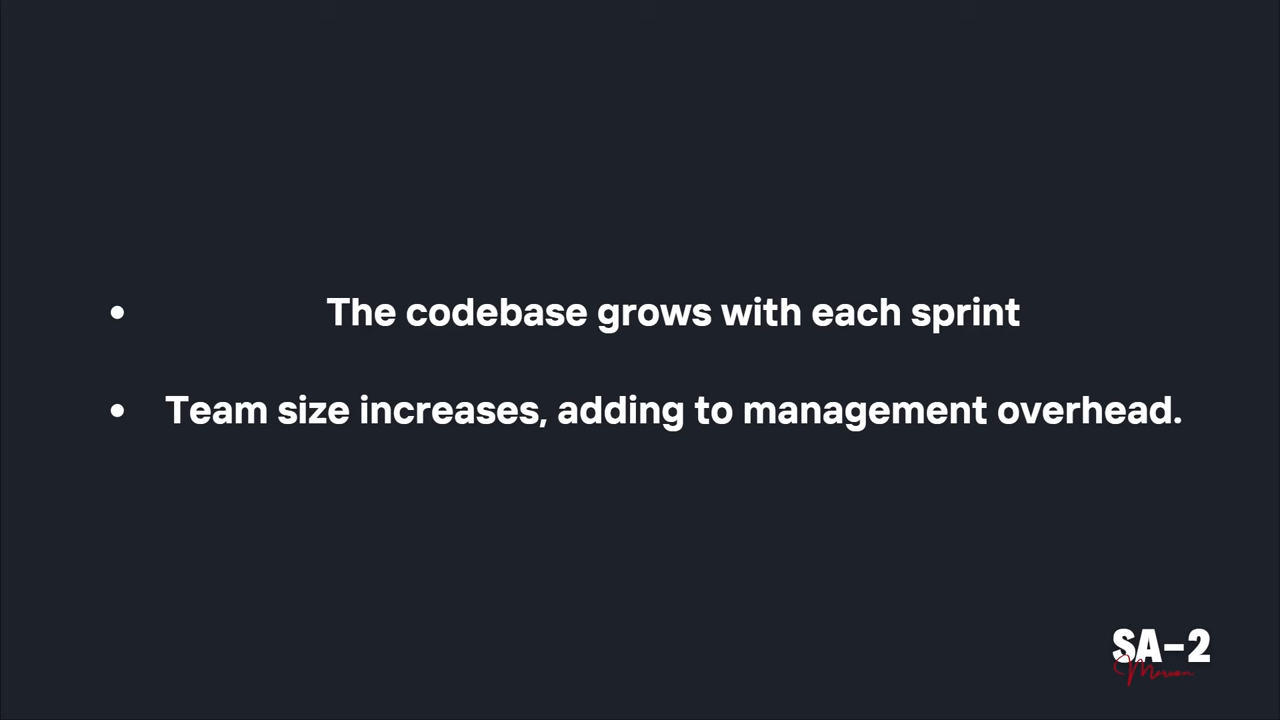 • The codebase grows with each sprint
• Team size increases, adding to management overhead.
SA-2